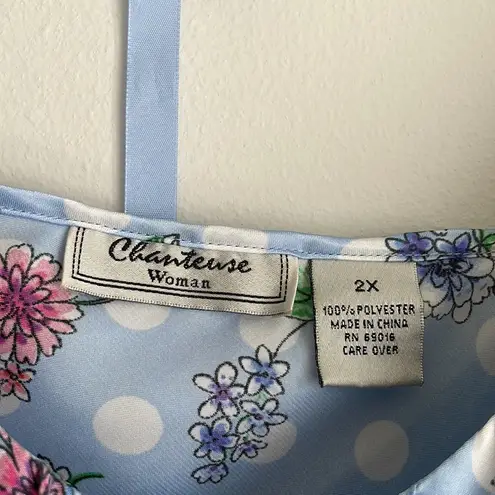 Chanteuse
Woman
2X
100% POLYESTER
MADE IN CHINA
RN 69016
CARE OVER